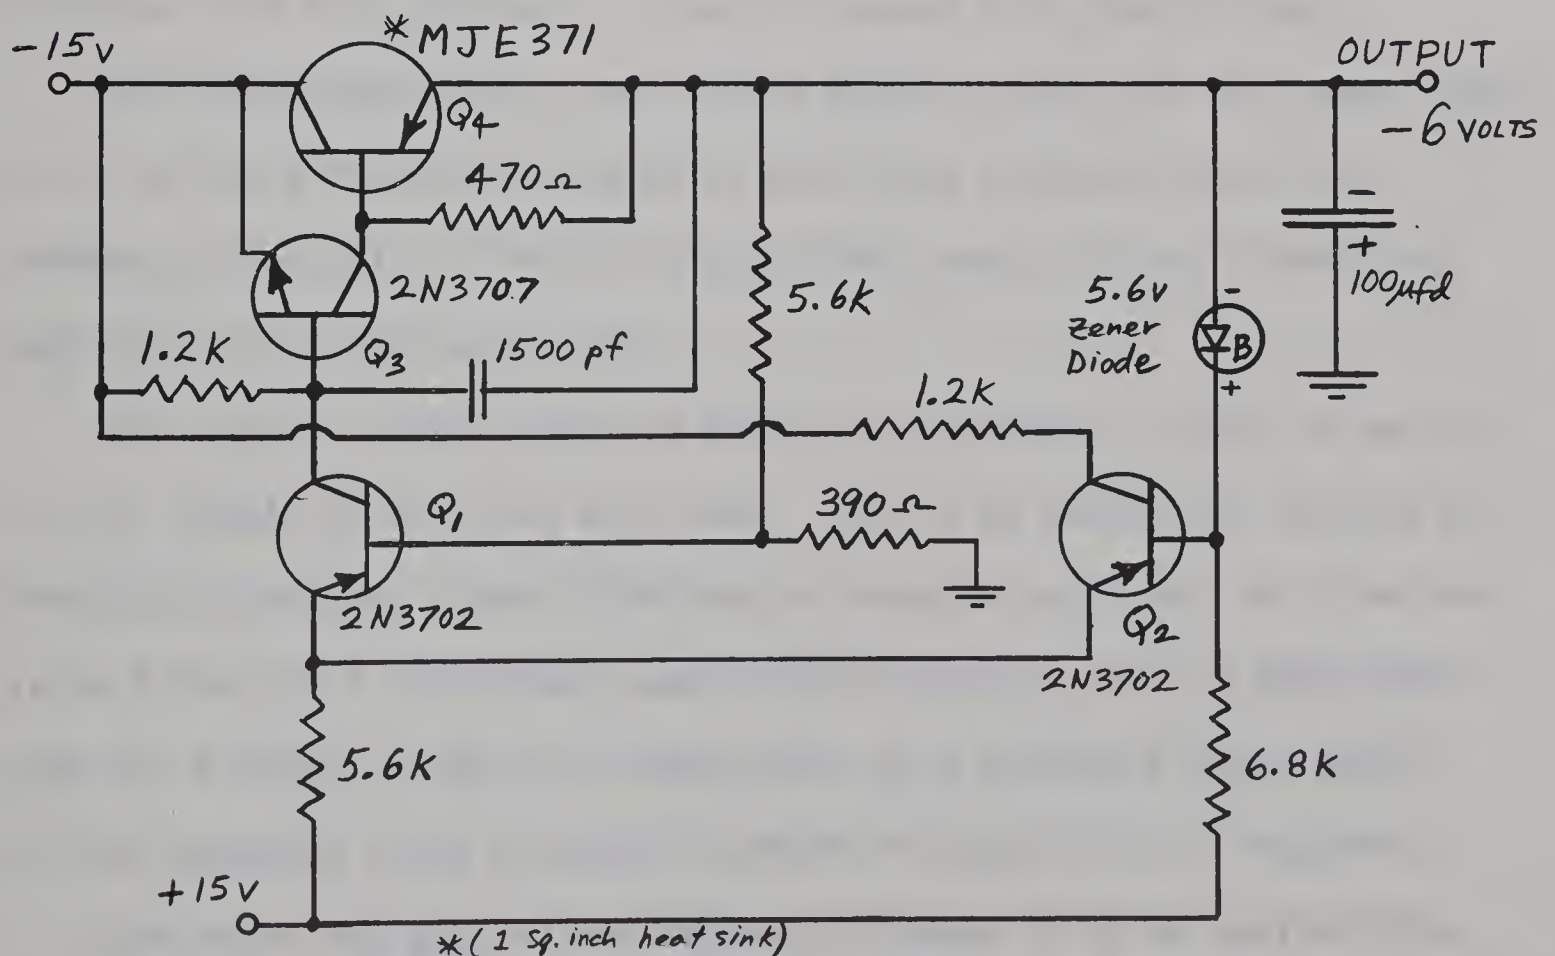 -15v
*MJE371
OUTPUT
-6 VOLTS
Q4
470Ω
2N3707
Q3
1.2K
1500 pf
5.6K
5.6v
Zener
Diode
-
B
+
-
+
100μfd
1.2K
Q1
390Ω
2N3702
Q2
2N3702
5.6K
6.8K
+15v
*(1 Sq. inch heat sink)